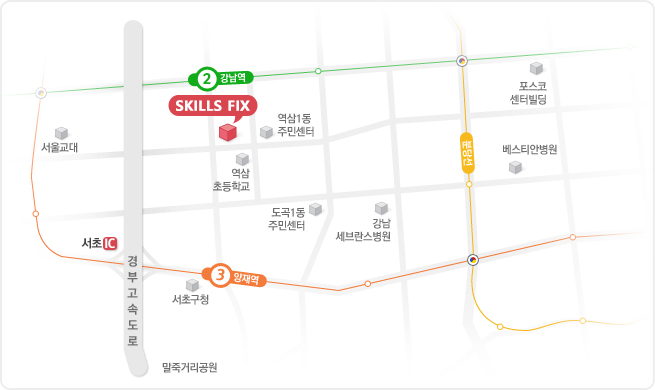 2 강남역
SKILLS FIX
포스코
센터빌딩
역삼1동
주민센터
서울교대
분당선
베스티안병원
역삼
초등학교
도곡1동
주민센터
강남
세브란스병원
서초 IC
경부고속도로
3 양재역
서초구청
말죽거리공원